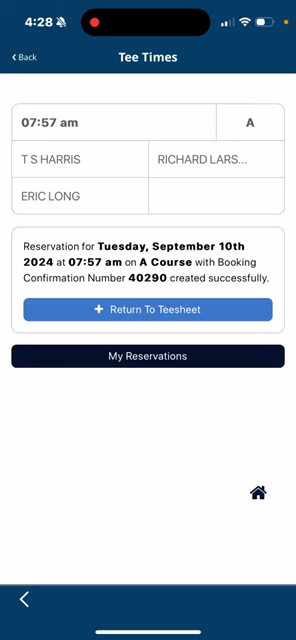 4:28
Back
Tee Times
07:57 am
A
T S HARRIS
RICHARD LARS...
ERIC LONG
Reservation for Tuesday, September 10th
2024 at 07:57 am on A Course with Booking
Confirmation Number 40290 created successfully.
+ Return To Teesheet
My Reservations